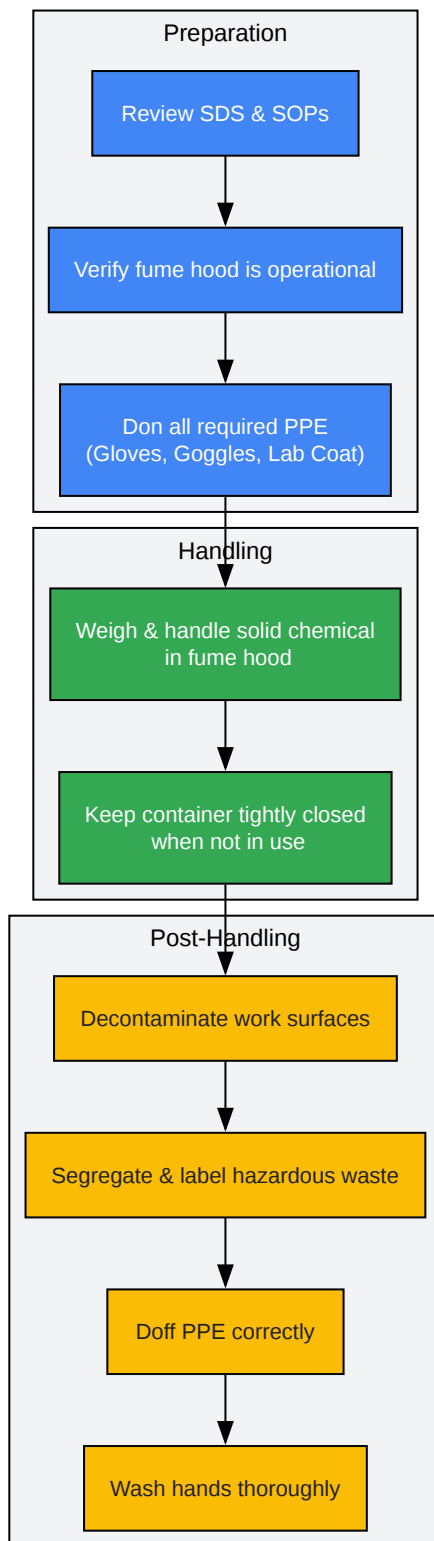 Preparation
Review SDS & SOPs
Verify fume hood is operational
Don all required PPE
(Gloves, Goggles, Lab Coat)
Handling
Weigh & handle solid chemical
in fume hood
Keep container tightly closed
when not in use
Post-Handling
Decontaminate work surfaces
Segregate & label hazardous waste
Doff PPE correctly
Wash hands thoroughly